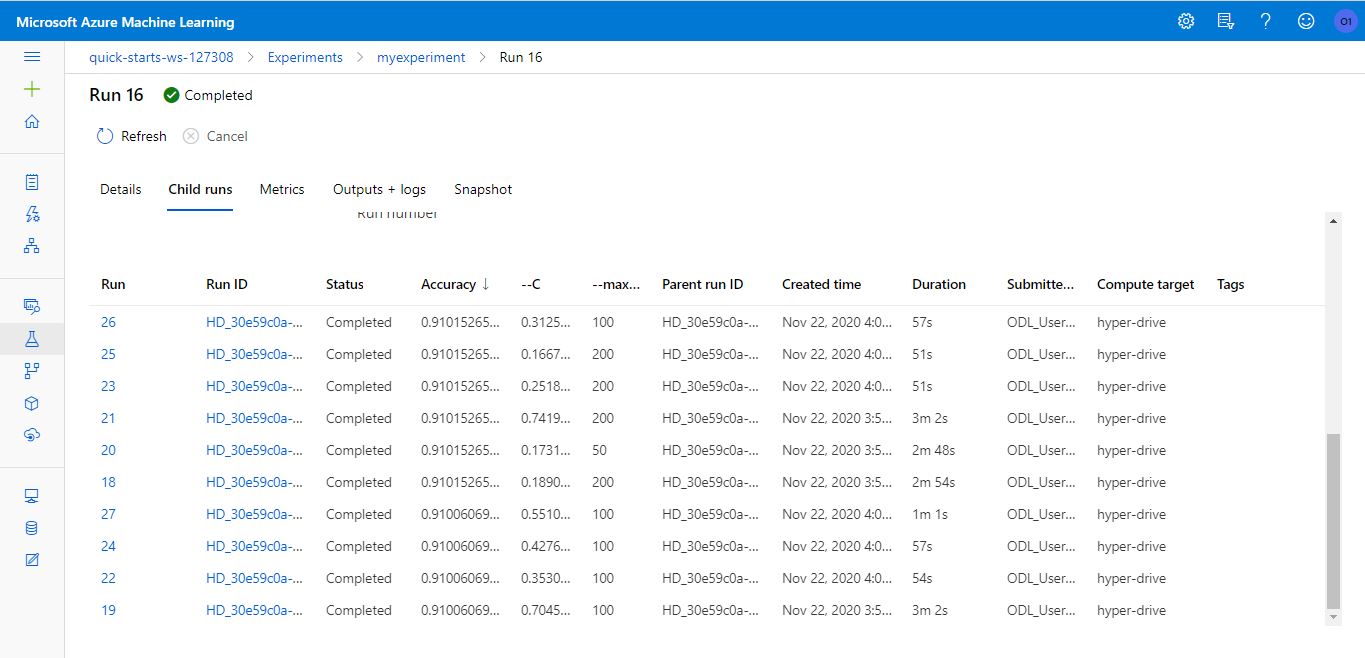 Microsoft Azure Machine Learning
O1
quick-starts-ws-127308 > Experiments > myexperiment > Run 16
Run 16 Completed
Refresh Cancel
Details Child runs Metrics Outputs + logs Snapshot
Run number
Run Run ID Status Accuracy ↓ --C --max... Parent run ID Created time Duration Submitte... Compute target Tags
26 HD_30e59c0a-... Completed 0.91015265... 0.3125... 100 HD_30e59c0a-... Nov 22, 2020 4:0... 57s ODL_User... hyper-drive
25 HD_30e59c0a-... Completed 0.91015265... 0.1667... 200 HD_30e59c0a-... Nov 22, 2020 4:0... 51s ODL_User... hyper-drive
23 HD_30e59c0a-... Completed 0.91015265... 0.2518... 200 HD_30e59c0a-... Nov 22, 2020 4:0... 51s ODL_User... hyper-drive
21 HD_30e59c0a-... Completed 0.91015265... 0.7419... 200 HD_30e59c0a-... Nov 22, 2020 3:5... 3m 2s ODL_User... hyper-drive
20 HD_30e59c0a-... Completed 0.91015265... 0.1731... 50 HD_30e59c0a-... Nov 22, 2020 3:5... 2m 48s ODL_User... hyper-drive
18 HD_30e59c0a-... Completed 0.91015265... 0.1890... 200 HD_30e59c0a-... Nov 22, 2020 3:5... 2m 54s ODL_User... hyper-drive
27 HD_30e59c0a-... Completed 0.91006069... 0.5510... 100 HD_30e59c0a-... Nov 22, 2020 4:0... 1m 1s ODL_User... hyper-drive
24 HD_30e59c0a-... Completed 0.91006069... 0.4276... 100 HD_30e59c0a-... Nov 22, 2020 4:0... 57s ODL_User... hyper-drive
22 HD_30e59c0a-... Completed 0.91006069... 0.3530... 100 HD_30e59c0a-... Nov 22, 2020 4:0... 54s ODL_User... hyper-drive
19 HD_30e59c0a-... Completed 0.91006069... 0.7045... 100 HD_30e59c0a-... Nov 22, 2020 3:5... 3m 2s ODL_User... hyper-drive